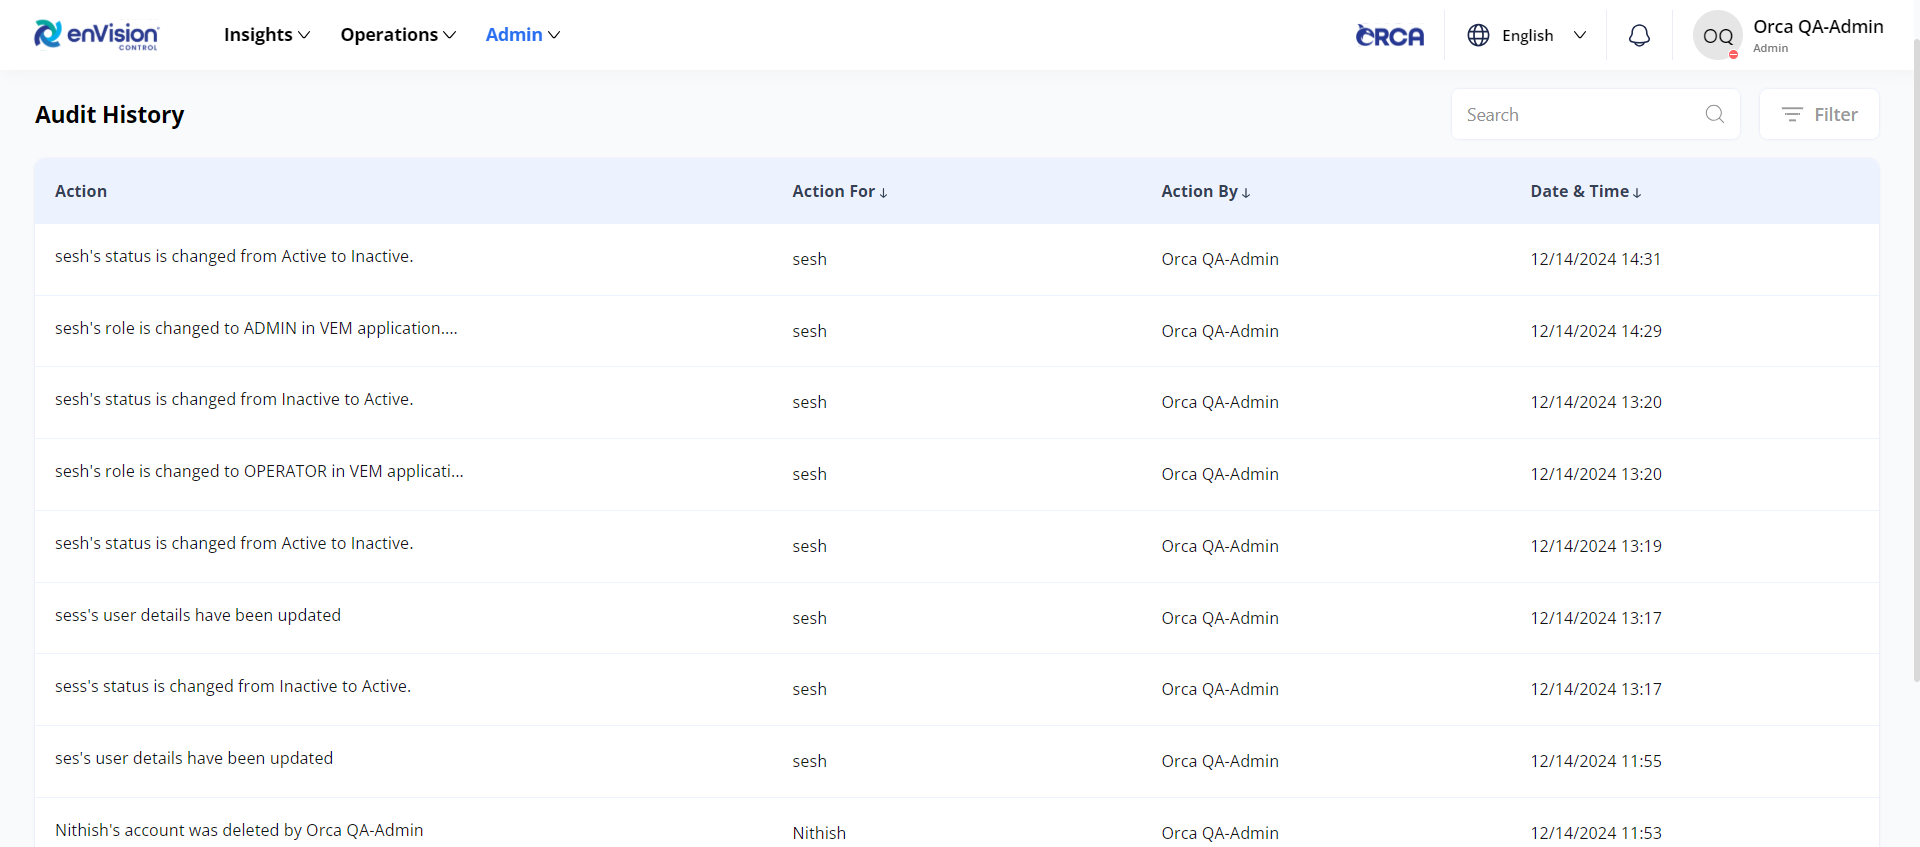 enVision CONTROL Insights Operations Admin ORCA English OQ Orca QA-Admin
Admin
Audit History Search Filter
Action Action For↓ Action By↓ Date & Time↓
sesh's status is changed from Active to Inactive. sesh Orca QA-Admin 12/14/2024 14:31
sesh's role is changed to ADMIN in VEM application.... sesh Orca QA-Admin 12/14/2024 14:29
sesh's status is changed from Inactive to Active. sesh Orca QA-Admin 12/14/2024 13:20
sesh's role is changed to OPERATOR in VEM applicati... sesh Orca QA-Admin 12/14/2024 13:20
sesh's status is changed from Active to Inactive. sesh Orca QA-Admin 12/14/2024 13:19
sess's user details have been updated sesh Orca QA-Admin 12/14/2024 13:17
sess's status is changed from Inactive to Active. sesh Orca QA-Admin 12/14/2024 13:17
ses's user details have been updated sesh Orca QA-Admin 12/14/2024 11:55
Nithish's account was deleted by Orca QA-Admin Nithish Orca QA-Admin 12/14/2024 11:53